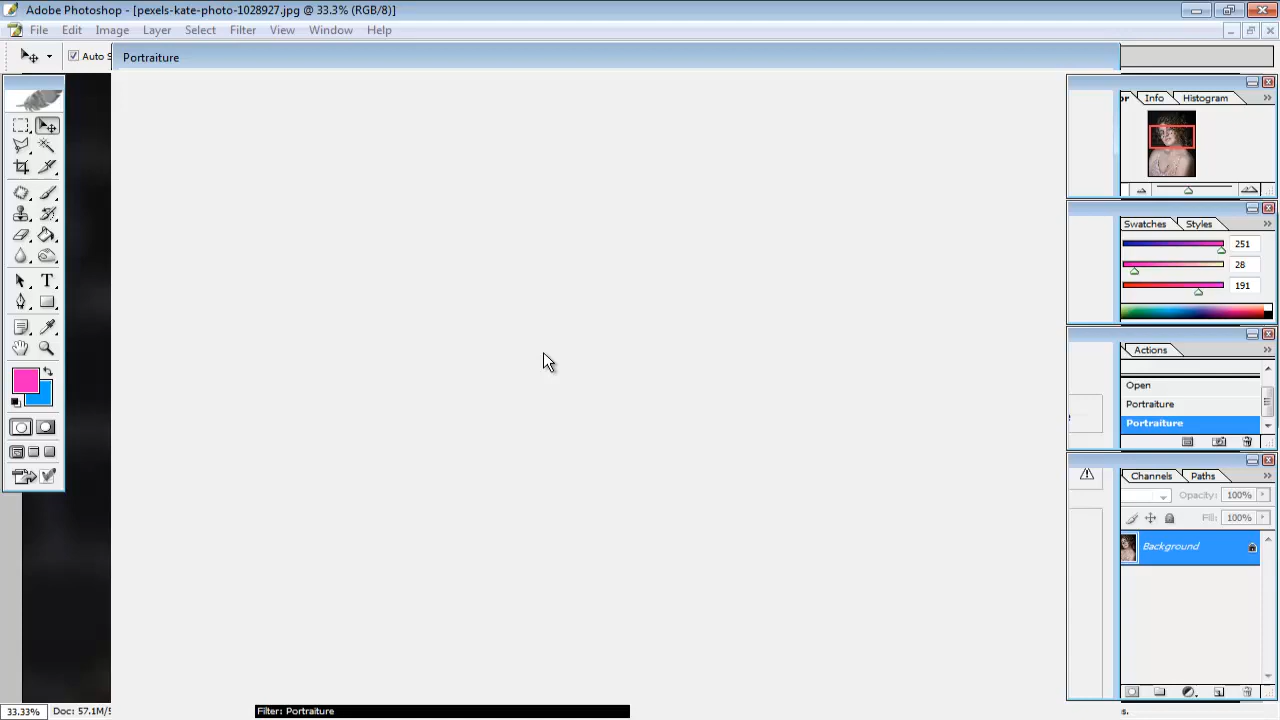 Adobe Photoshop - [pexels-kate-photo-1028927.jpg @ 33.3% (RGB/8)]
File Edit Image Layer Select Filter View Window Help
Auto S
Portraiture
or Info Histogram
Swatches Styles
251
28
191
Actions
Open
Portraiture
Portraiture
Channels Paths
Opacity: 100%
Fill: 100%
Background
T
33.33% Doc: 57.1M/5
Filter: Portraiture
s.